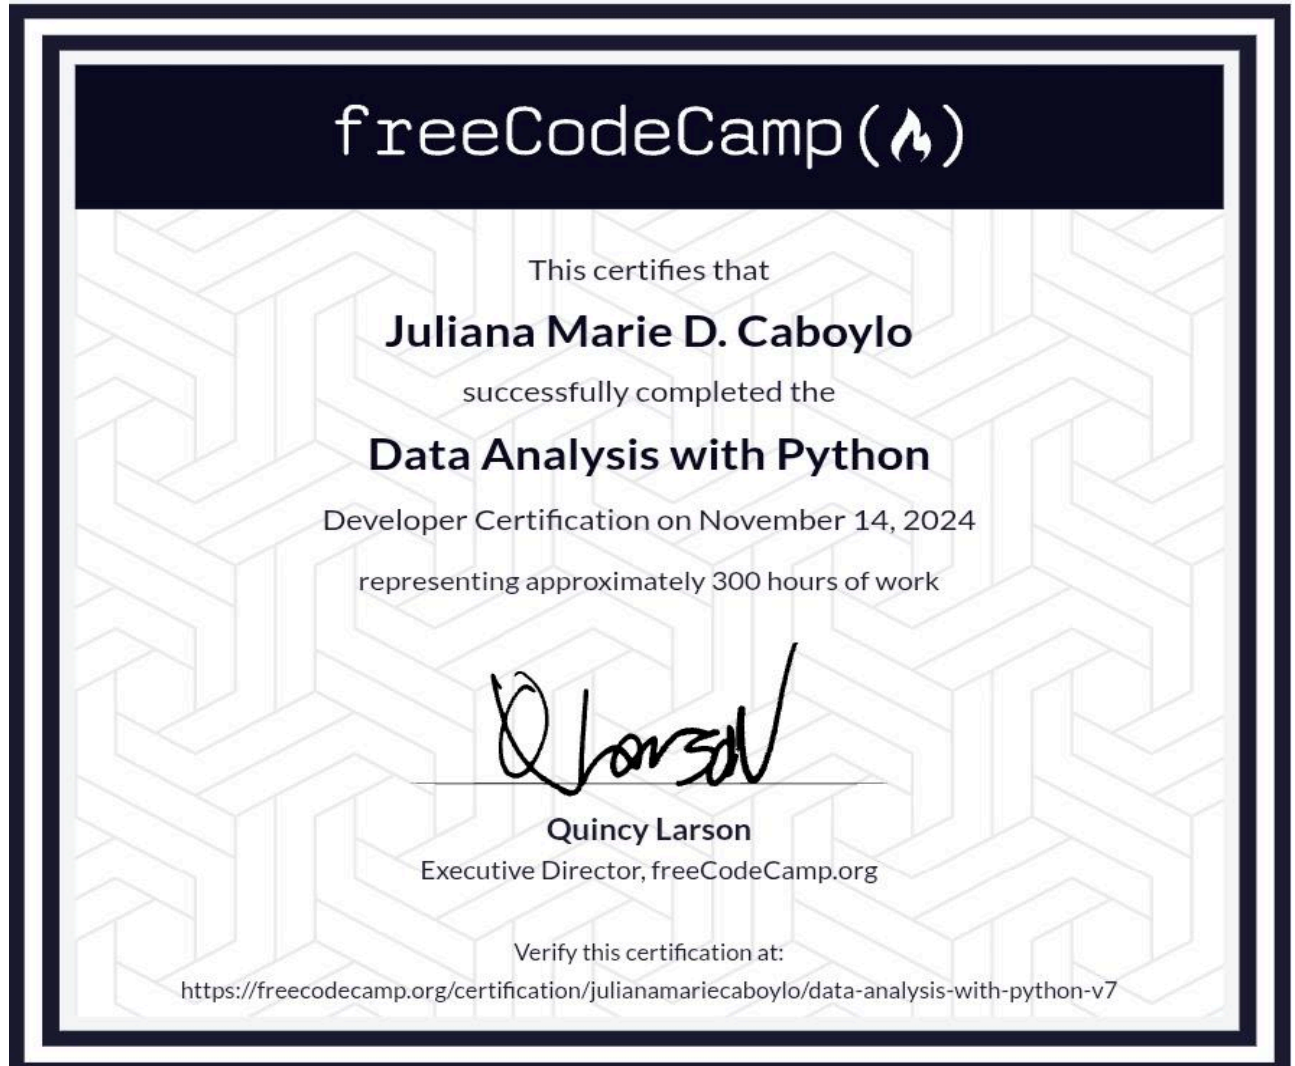 freeCodeCamp(🔥)
This certifies that
Juliana Marie D. Caboylo
successfully completed the
Data Analysis with Python
Developer Certification on November 14, 2024
representing approximately 300 hours of work
Q Larson
Quincy Larson
Executive Director, freeCodeCamp.org
Verify this certification at:
https://freecodecamp.org/certification/julianamariecaboylo/data-analysis-with-python-v7